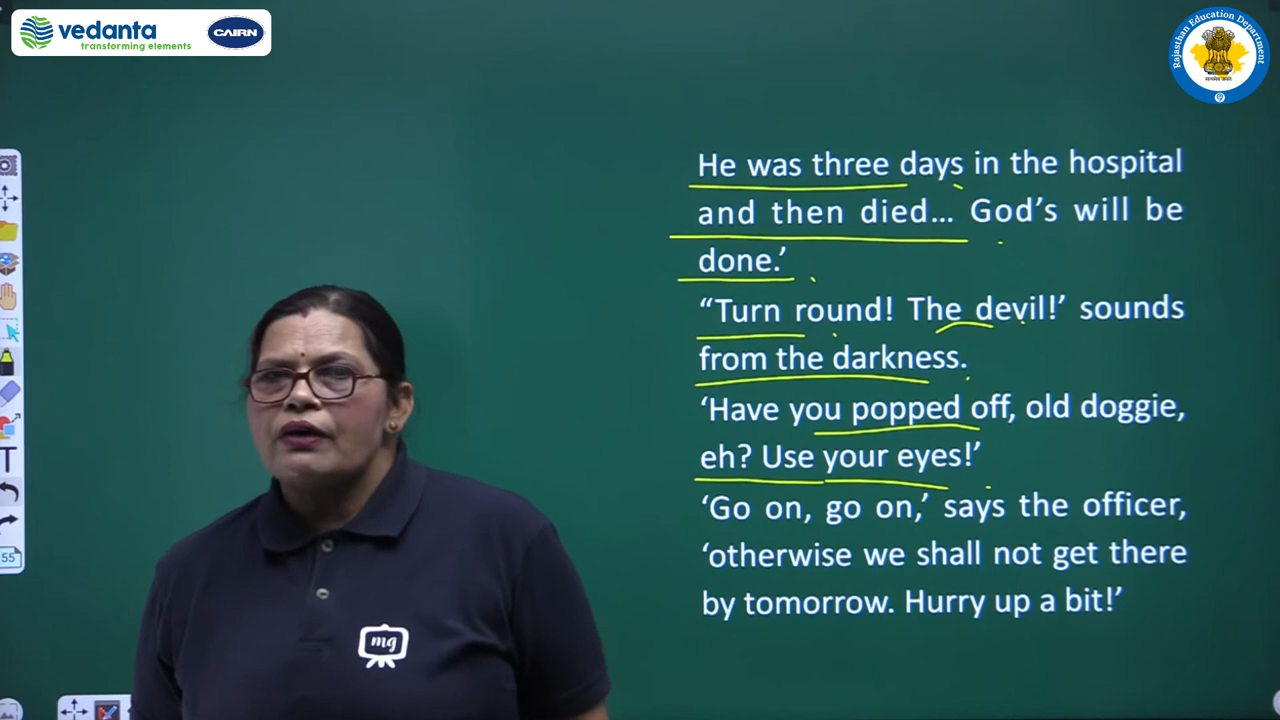 vedanta
transforming elements
CAIRN
Rajasthan Education Department
He was three days in the hospital
and then died... God's will be
done.'
“Turn round! The devil!’ sounds
from the darkness.
‘Have you popped off, old doggie,
eh? Use your eyes!’
‘Go on, go on,’ says the officer,
‘otherwise we shall not get there
by tomorrow. Hurry up a bit!’
mg
T
55